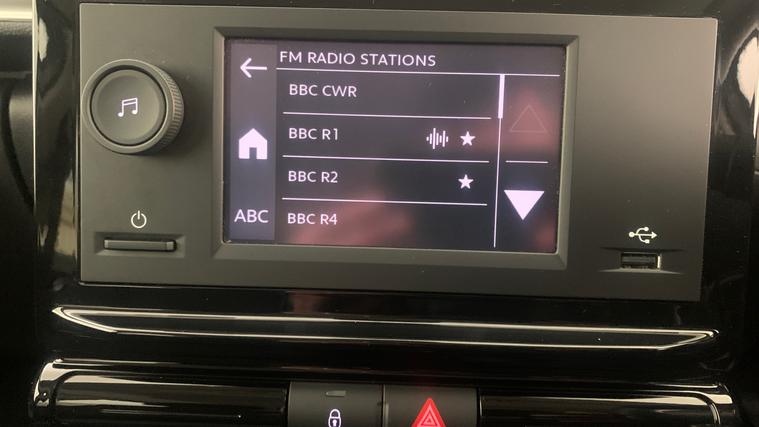 FM RADIO STATIONS
BBC CWR
BBC R1
BBC R2
ABC
BBC R4